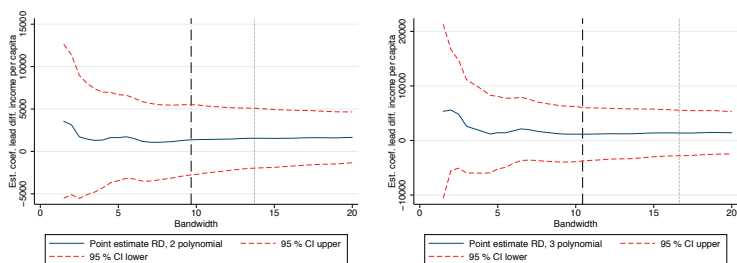 Est. coef. lead diff. income per capita
15000
10000
5000
0
−5000
0 5 10 15 20
Bandwidth
Point estimate RD, 2 polynomial 95 % CI upper
95 % CI lower
Est. coef. lead diff. income per capita
20000
10000
0
−10000
0 5 10 15 20
Bandwidth
Point estimate RD, 3 polynomial 95 % CI upper
95 % CI lower